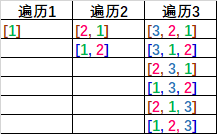 遍历1 遍历2 遍历3
[1] [2, 1] [3, 2, 1]
[1, 2] [3, 1, 2]
[2, 3, 1]
[1, 3, 2]
[2, 1, 3]
[1, 2, 3]